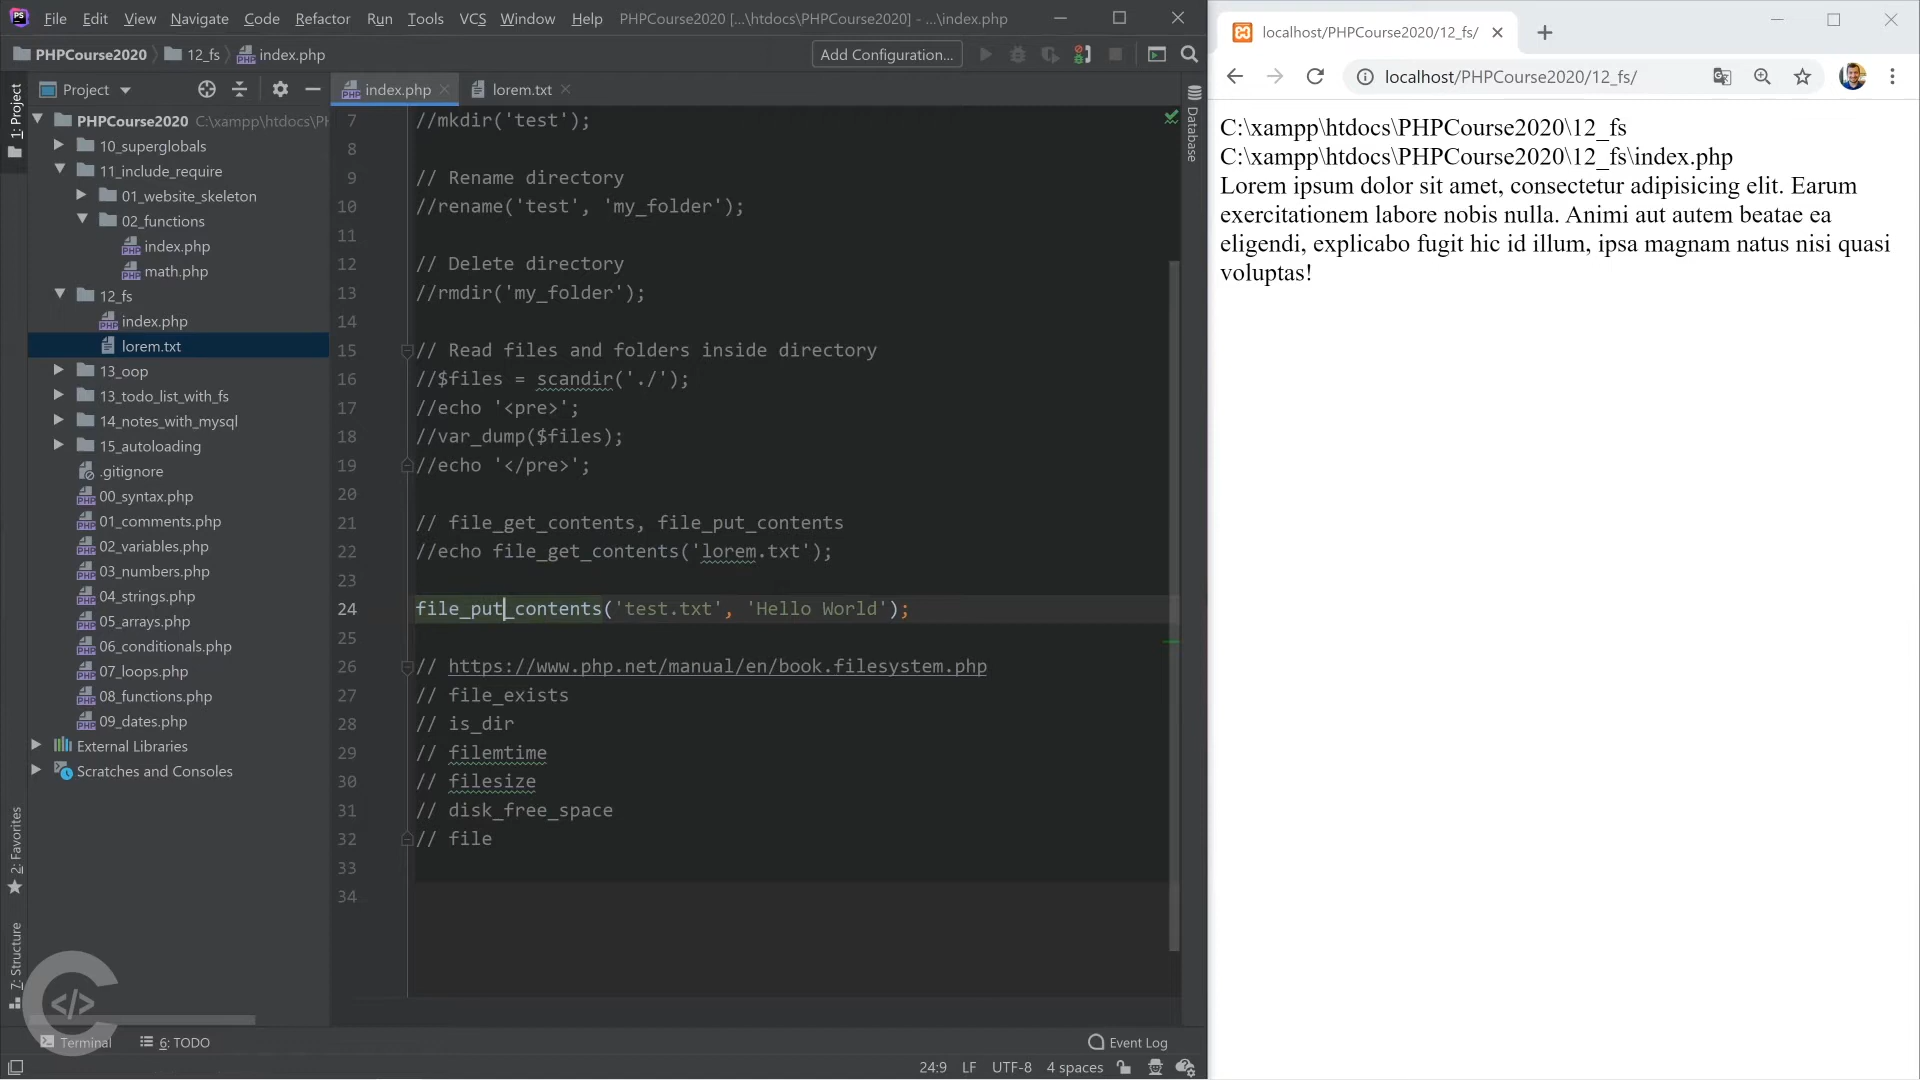 PS File Edit View Navigate Code Refactor Run Tools VCS Window Help PHPCourse2020 [...\htdocs\PHPCourse2020] - ...\index.php
PHPCourse2020 12_fs index.php Add Configuration...
1: Project
Project
index.php lorem.txt
PHPCourse2020 C:\xampp\htdocs\PH
10_superglobals
11_include_require
01_website_skeleton
02_functions
index.php
math.php
12_fs
index.php
lorem.txt
13_oop
13_todo_list_with_fs
14_notes_with_mysql
15_autoloading
.gitignore
00_syntax.php
01_comments.php
02_variables.php
03_numbers.php
04_strings.php
05_arrays.php
06_conditionals.php
07_loops.php
08_functions.php
09_dates.php
External Libraries
Scratches and Consoles
2: Favorites
7: Structure
7 //mkdir('test');
8
9 // Rename directory
10 //rename('test', 'my_folder');
11
12 // Delete directory
13 //rmdir('my_folder');
14
15 // Read files and folders inside directory
16 //$files = scandir('./');
17 //echo '<pre>';
18 //var_dump($files);
19 //echo '</pre>';
20
21 // file_get_contents, file_put_contents
22 //echo file_get_contents('lorem.txt');
23
24 file_put_contents('test.txt', 'Hello World');
25
26 // https://www.php.net/manual/en/book.filesystem.php
27 // file_exists
28 // is_dir
29 // filemtime
30 // filesize
31 // disk_free_space
32 // file
33
34
Database
Terminal 6: TODO Event Log
24:9 LF UTF-8 4 spaces
</>
localhost/PHPCourse2020/12_fs/
localhost/PHPCourse2020/12_fs/
C:\xampp\htdocs\PHPCourse2020\12_fs
C:\xampp\htdocs\PHPCourse2020\12_fs\index.php
Lorem ipsum dolor sit amet, consectetur adipisicing elit. Earum
exercitationem labore nobis nulla. Animi aut autem beatae ea
eligendi, explicabo fugit hic id illum, ipsa magnam natus nisi quasi
voluptas!